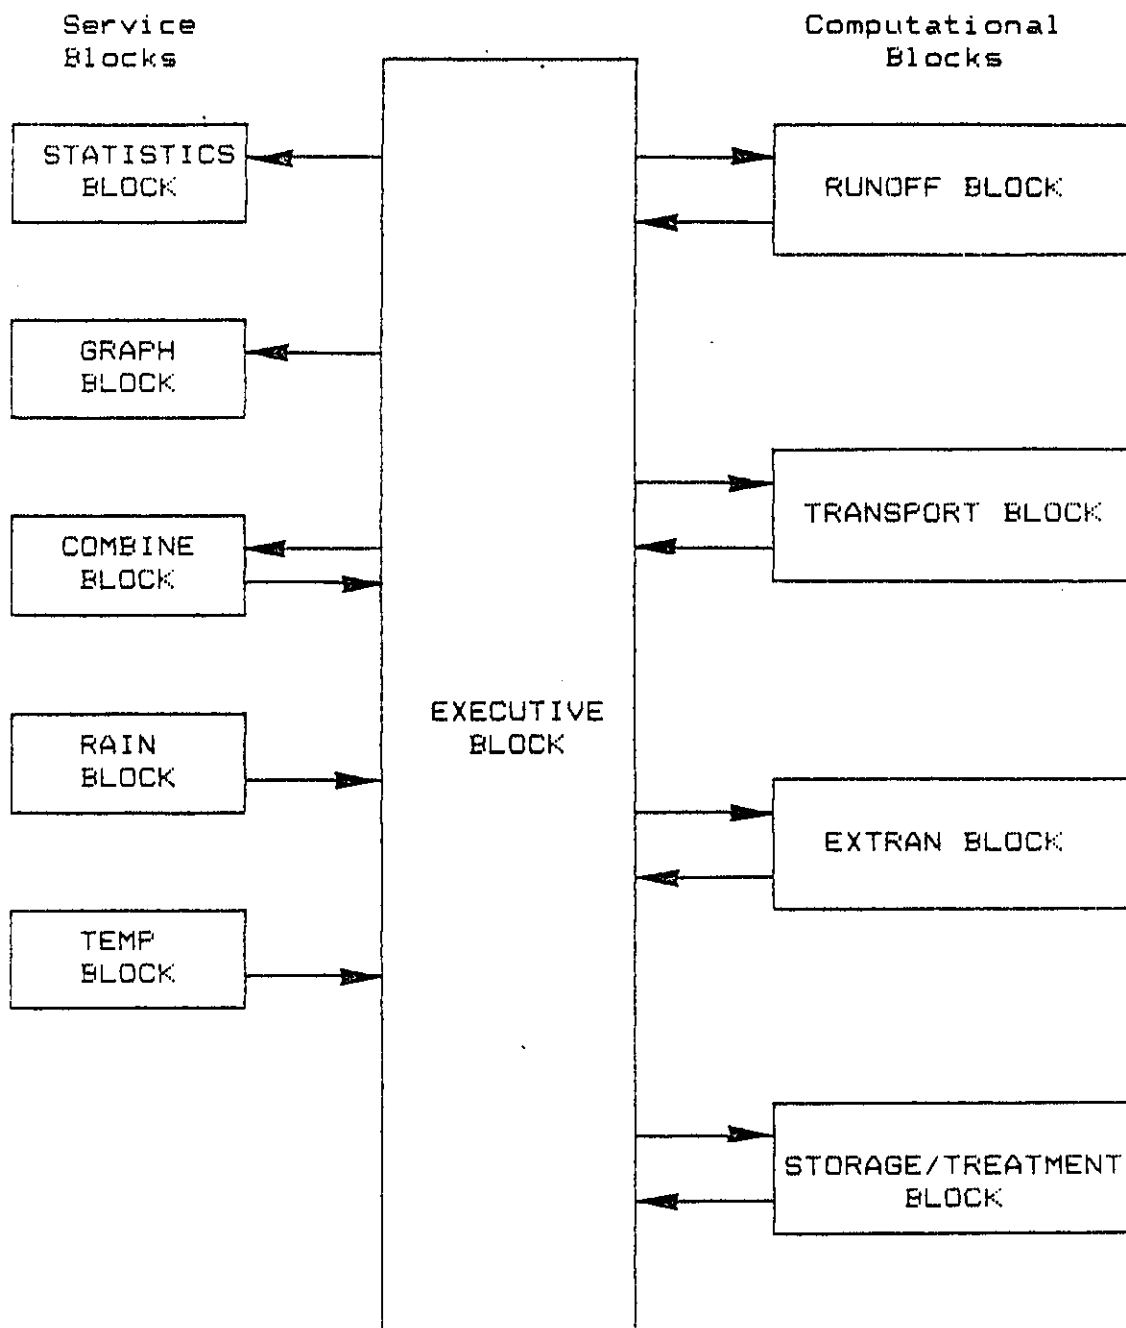 Service
Blocks
Computational
Blocks
STATISTICS
BLOCK
RUNOFF BLOCK
GRAPH
BLOCK
TRANSPORT BLOCK
COMBINE
BLOCK
EXECUTIVE
BLOCK
RAIN
BLOCK
EXTRAN BLOCK
TEMP
BLOCK
STORAGE/TREATMENT
BLOCK